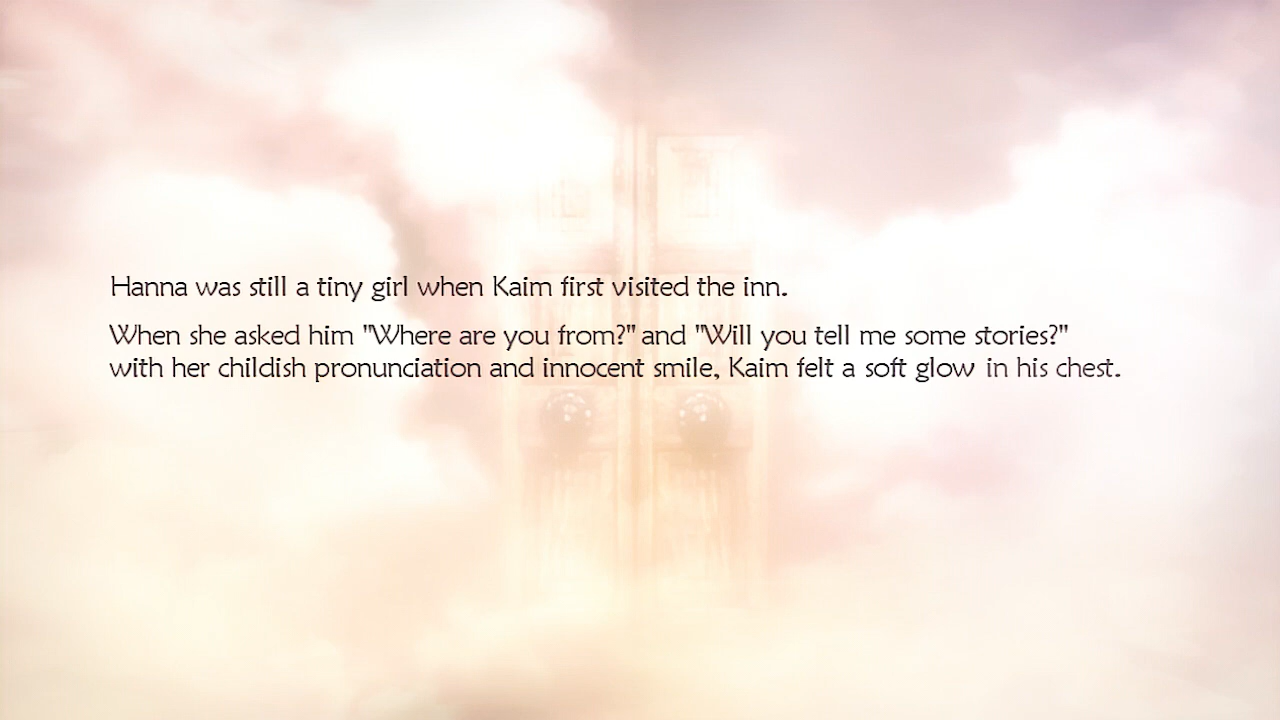 Hanna was still a tiny girl when Kaim first visited the inn.
When she asked him "Where are you from?" and "Will you tell me some stories?"
with her childish pronunciation and innocent smile, Kaim felt a soft glow in his chest.